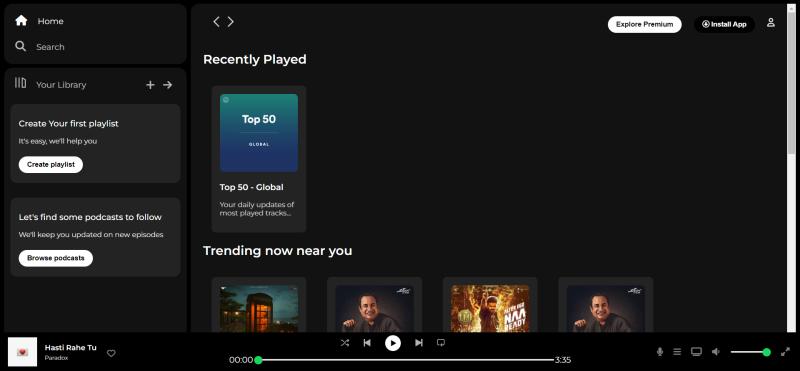 Home
Search
Your Library
Create Your first playlist
It's easy, we'll help you
Create playlist
Let's find some podcasts to follow
We'll keep you updated on new episodes
Browse podcasts
Explore Premium
Install App
Recently Played
Top 50
GLOBAL
Top 50 - Global
Your daily updates of
most played tracks...
Trending now near you
NAA
READY
Hasti Rahe Tu
Paradox
00:00
3:35